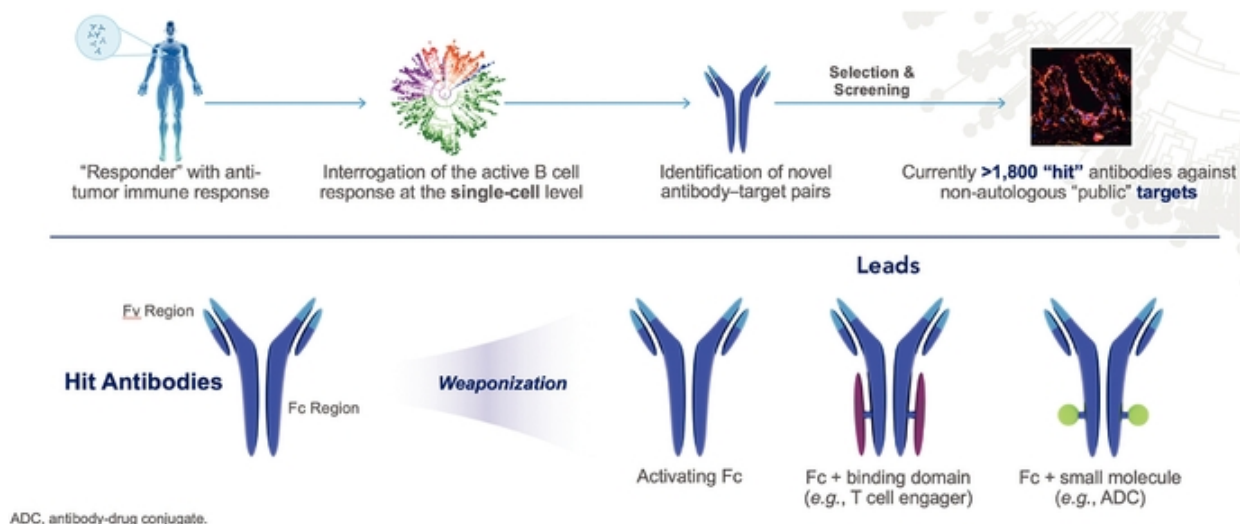 Selection &
Screening
“Responder” with anti-
tumor immune response
Interrogation of the active B cell
response at the single-cell level
Identification of novel
antibody–target pairs
Currently >1,800 “hit” antibodies against
non-autologous “public” targets
Leads
Fv Region
Hit Antibodies
Fc Region
Weaponization
Activating Fc
Fc + binding domain
(e.g., T cell engager)
Fc + small molecule
(e.g., ADC)
ADC, antibody-drug conjugate.